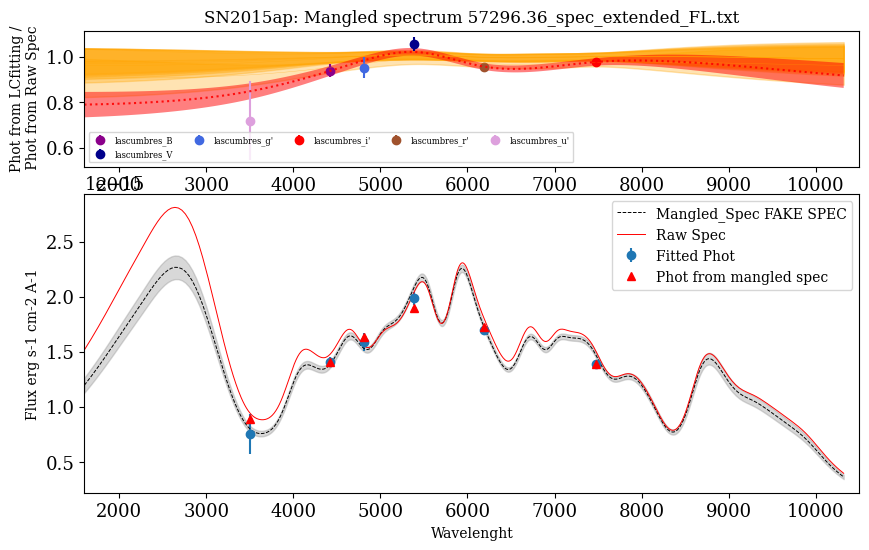 SN2015ap: Mangled spectrum 57296.36_spec_extended_FL.txt
Phot from LCfitting /
Phot from Raw Spec
1.0
0.8
0.6
lascumbres_B
lascumbres_V
lascumbres_g'
lascumbres_i'
lascumbres_r'
lascumbres_u'
2000 3000 4000 5000 6000 7000 8000 9000 10000
1e−15
Flux erg s-1 cm-2 A-1
2.5
2.0
1.5
1.0
0.5
Mangled_Spec FAKE SPEC
Raw Spec
Fitted Phot
Phot from mangled spec
2000 3000 4000 5000 6000 7000 8000 9000 10000
Wavelenght